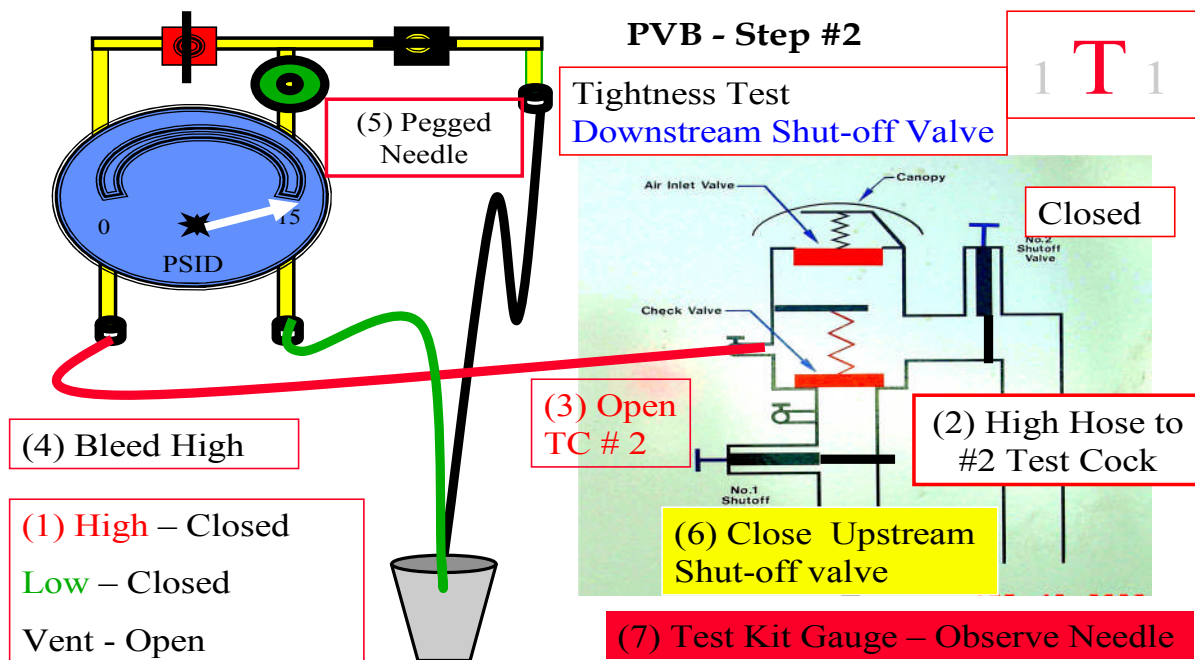 PVB - Step #2
1 T 1
Tightness Test
Downstream Shut-off Valve
(5) Pegged
Needle
0
15
PSID
Air Inlet Valve
Canopy
Closed
No.2
Shutoff
Valve
Check Valve
(3) Open
TC # 2
(2) High Hose to
#2 Test Cock
(4) Bleed High
No.1
Shutoff
(1) High – Closed
Low – Closed
Vent - Open
(6) Close Upstream
Shut-off valve
(7) Test Kit Gauge – Observe Needle